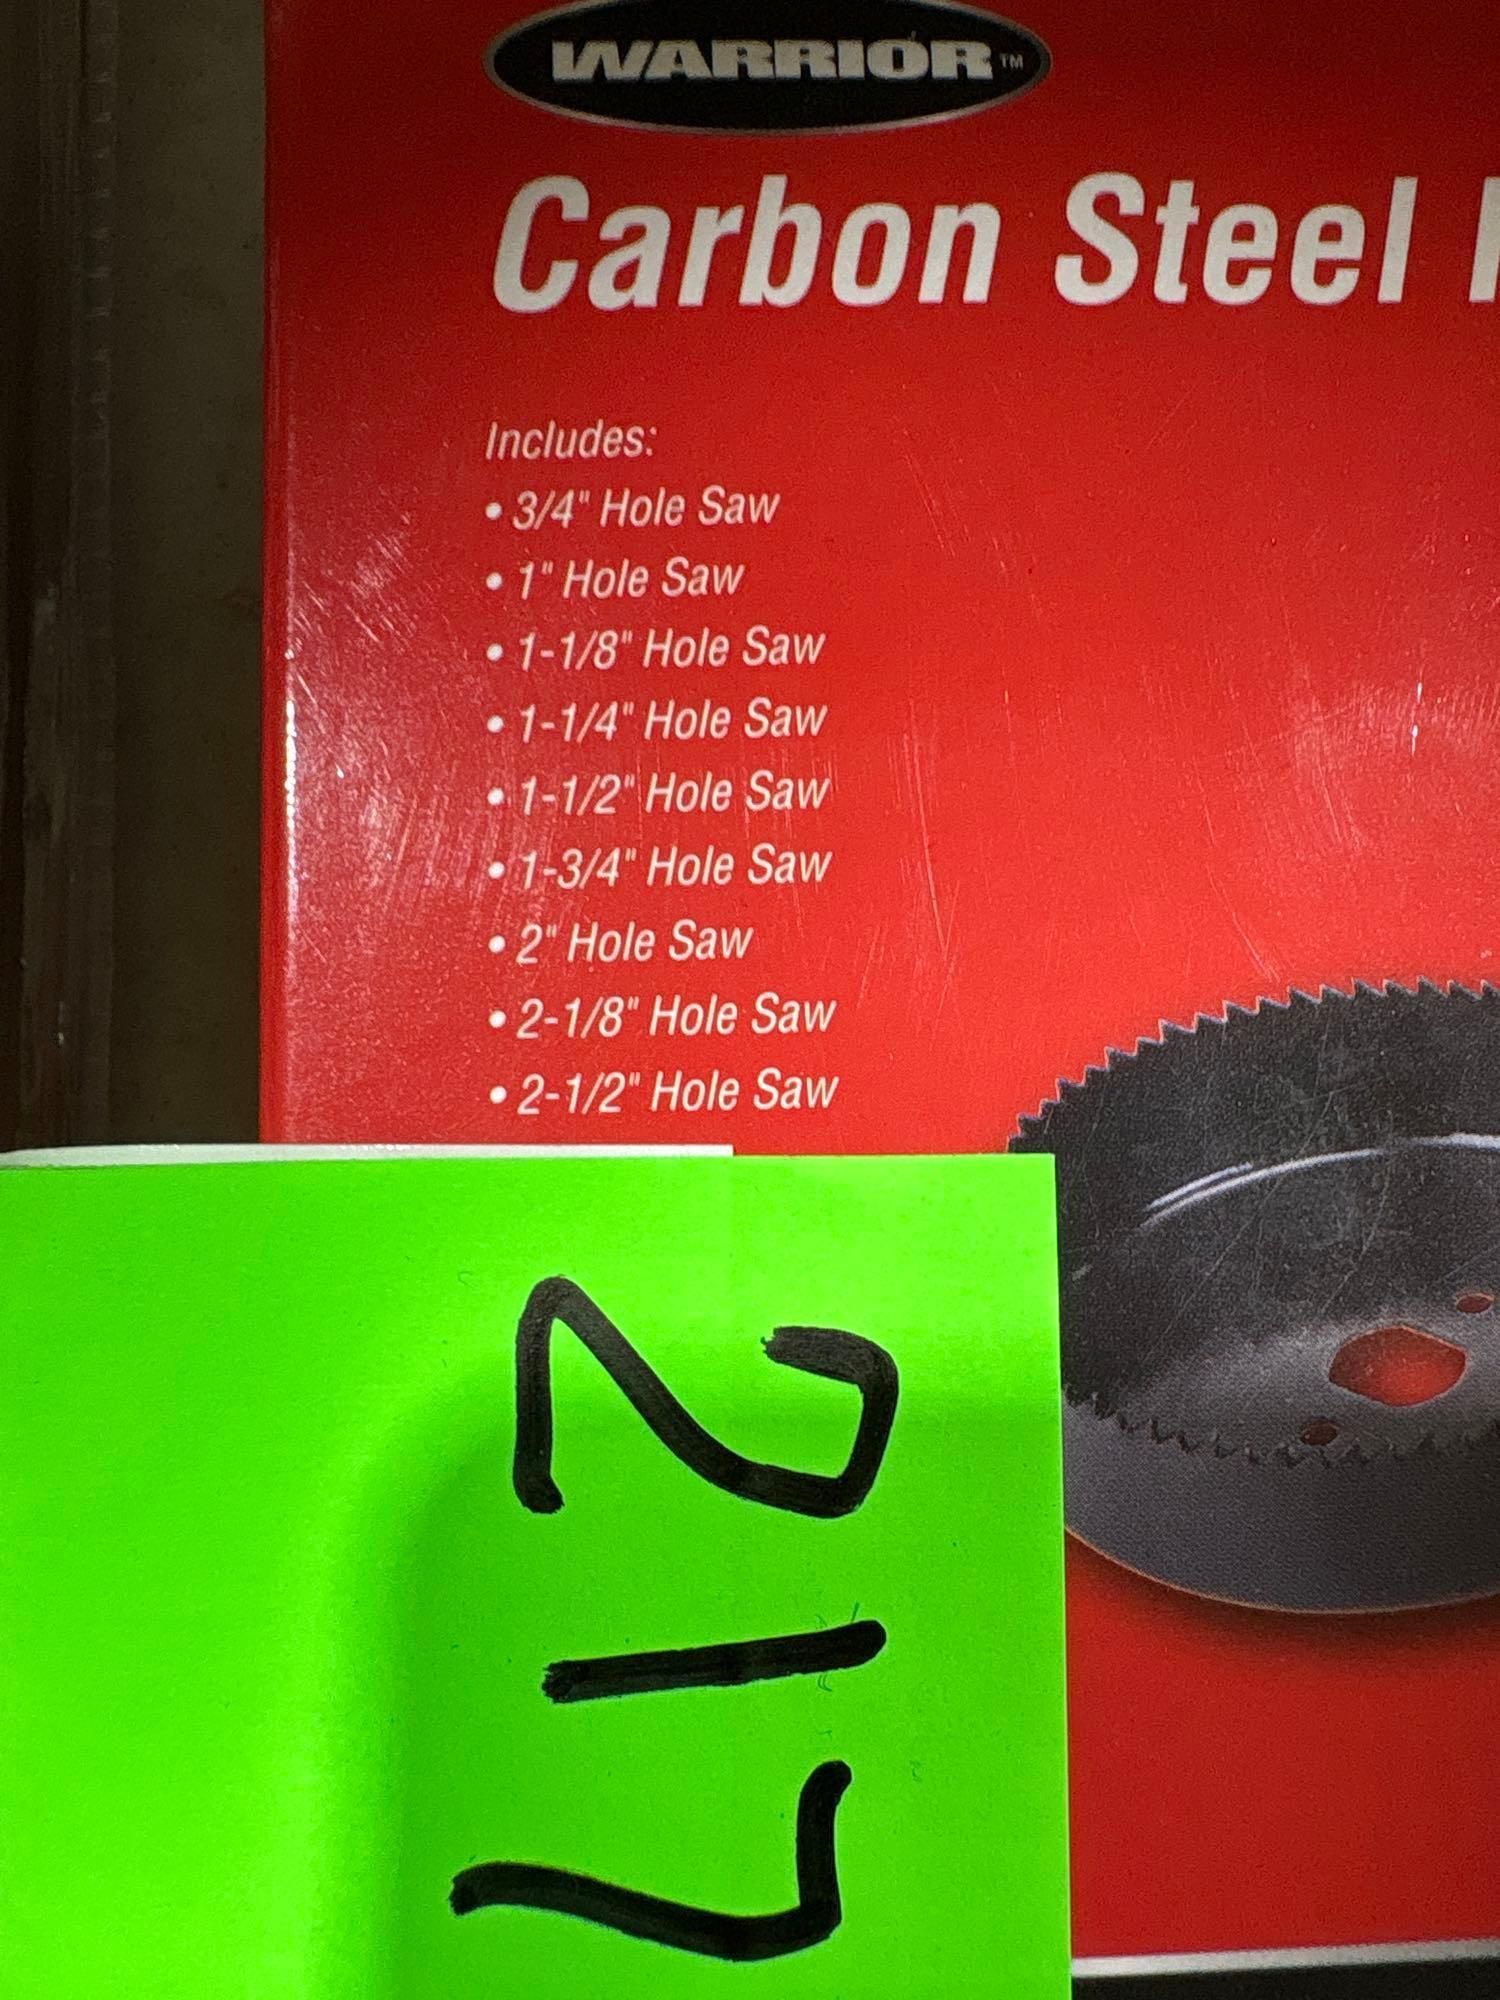 WARRIOR™
Carbon Steel
Includes:
• 3/4" Hole Saw
• 1" Hole Saw
• 1-1/8" Hole Saw
• 1-1/4" Hole Saw
• 1-1/2" Hole Saw
• 1-3/4" Hole Saw
• 2" Hole Saw
• 2-1/8" Hole Saw
• 2-1/2" Hole Saw
217